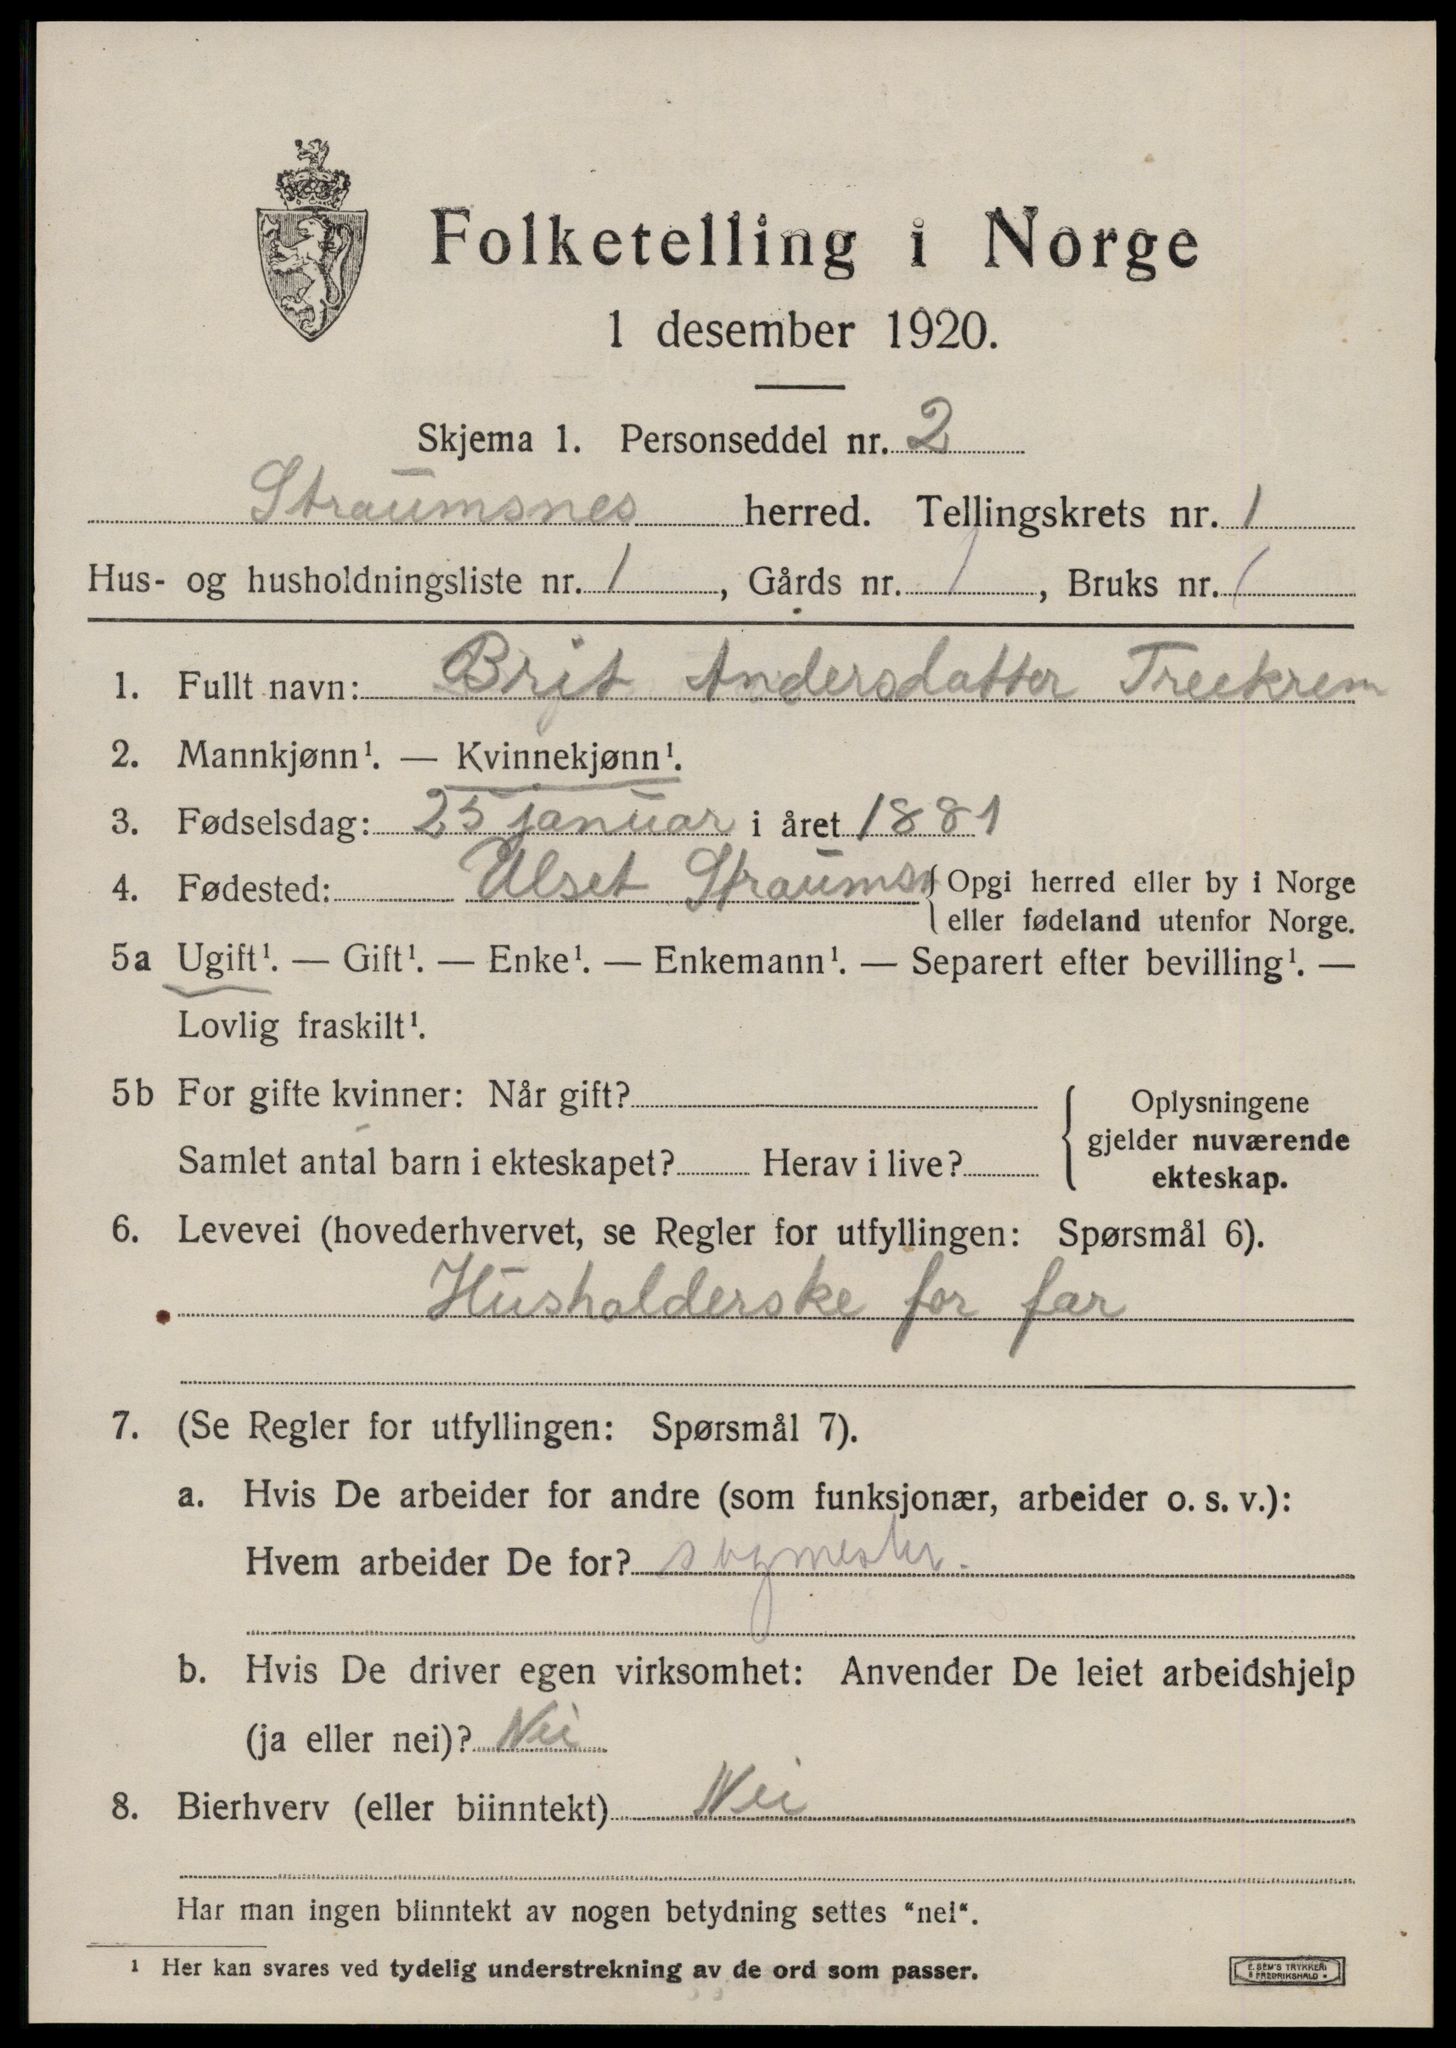 Folketelling i Norge
1 desember 1920.
Skjema 1. Personseddel nr. 2
Straumsnes herred. Tellingskrets nr. 1
Hus- og husholdningsliste nr. 1, Gårds nr. 1, Bruks nr. 1
1. Fullt navn: Brit Andersdatter Treekrem
2. Mannkjønn¹. — Kvinnekjønn¹.
3. Fødselsdag: 25 januar i året 1881
4. Fødested: Ulset Straumsn { Opgi herred eller by i Norge
eller fødeland utenfor Norge.
5a Ugift¹. — Gift¹. — Enke¹. — Enkemann¹. — Separert efter bevilling¹. —
Lovlig fraskilt¹.
5b For gifte kvinner: Når gift?
Samlet antal barn i ekteskapet? Herav i live?
Oplysningene
gjelder nuværende
ekteskap.
6. Levevei (hovederhvervet, se Regler for utfyllingen: Spørsmål 6).
Husholderske for far
7. (Se Regler for utfyllingen: Spørsmål 7).
a. Hvis De arbeider for andre (som funksjonær, arbeider o. s. v.):
Hvem arbeider De for?
b. Hvis De driver egen virksomhet: Anvender De leiet arbeidshjelp
(ja eller nei)? Nei
8. Bierhverv (eller biinntekt) Nei
Har man ingen biinntekt av nogen betydning settes "nei".
¹ Her kan svares ved tydelig understrekning av de ord som passer.
E. SEM'S TRYKKERI
FREDRIKSHALD